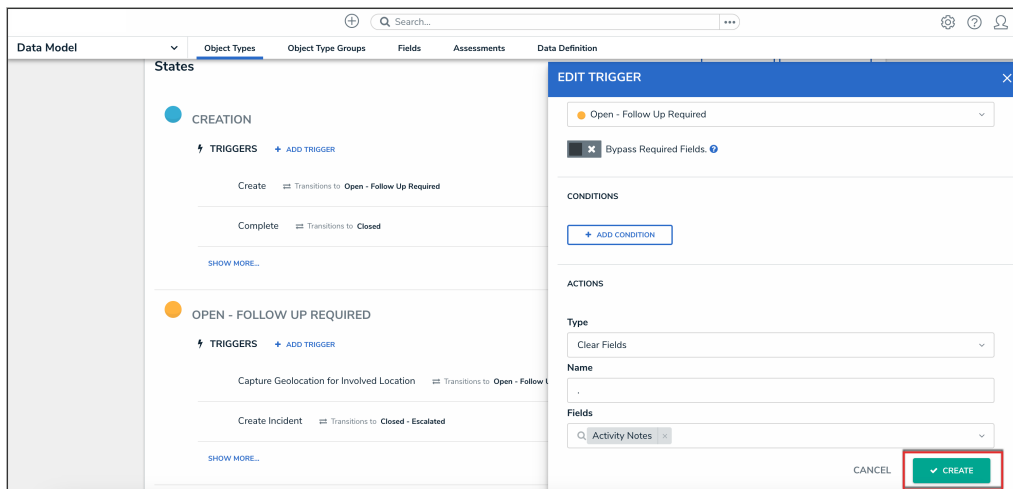 Search...
Data Model
Object Types
Object Type Groups
Fields
Assessments
Data Definition
States
CREATION
TRIGGERS + ADD TRIGGER
Create Transitions to Open - Follow Up Required
Complete Transitions to Closed
SHOW MORE...
OPEN - FOLLOW UP REQUIRED
TRIGGERS + ADD TRIGGER
Capture Geolocation for Involved Location Transitions to Open - Follow
Create Incident Transitions to Closed - Escalated
SHOW MORE...
EDIT TRIGGER
Open - Follow Up Required
Bypass Required Fields.
CONDITIONS
+ ADD CONDITION
ACTIONS
Type
Clear Fields
Name
.
Fields
Activity Notes ×
CANCEL
CREATE